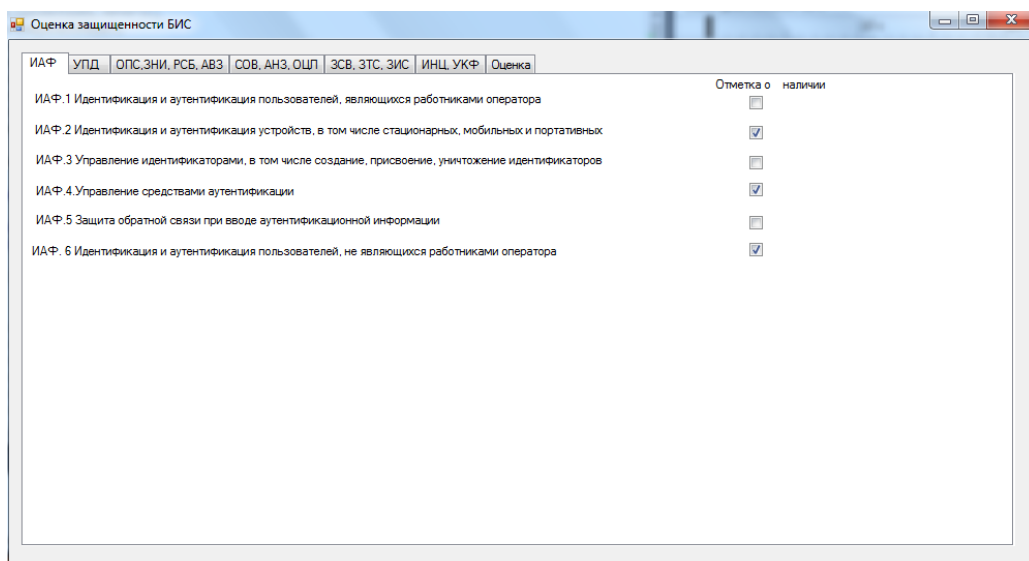 Оценка защищенности БИС
ИАФ УПД ОПС,ЗНИ, РСБ, АВЗ СОВ, АНЗ, ОЦП ЗСВ, ЗТС, ЗИС ИНЦ, УКФ Оценка
Отметка о наличии
ИАФ.1 Идентификация и аутентификация пользователей, являющихся работниками оператора
ИАФ.2 Идентификация и аутентификация устройств, в том числе стационарных, мобильных и портативных
ИАФ.3 Управление идентификаторами, в том числе создание, присвоение, уничтожение идентификаторов
ИАФ.4.Управление средствами аутентификации
ИАФ.5 Защита обратной связи при вводе аутентификационной информации
ИАФ. 6 Идентификация и аутентификация пользователей, не являющихся работниками оператора